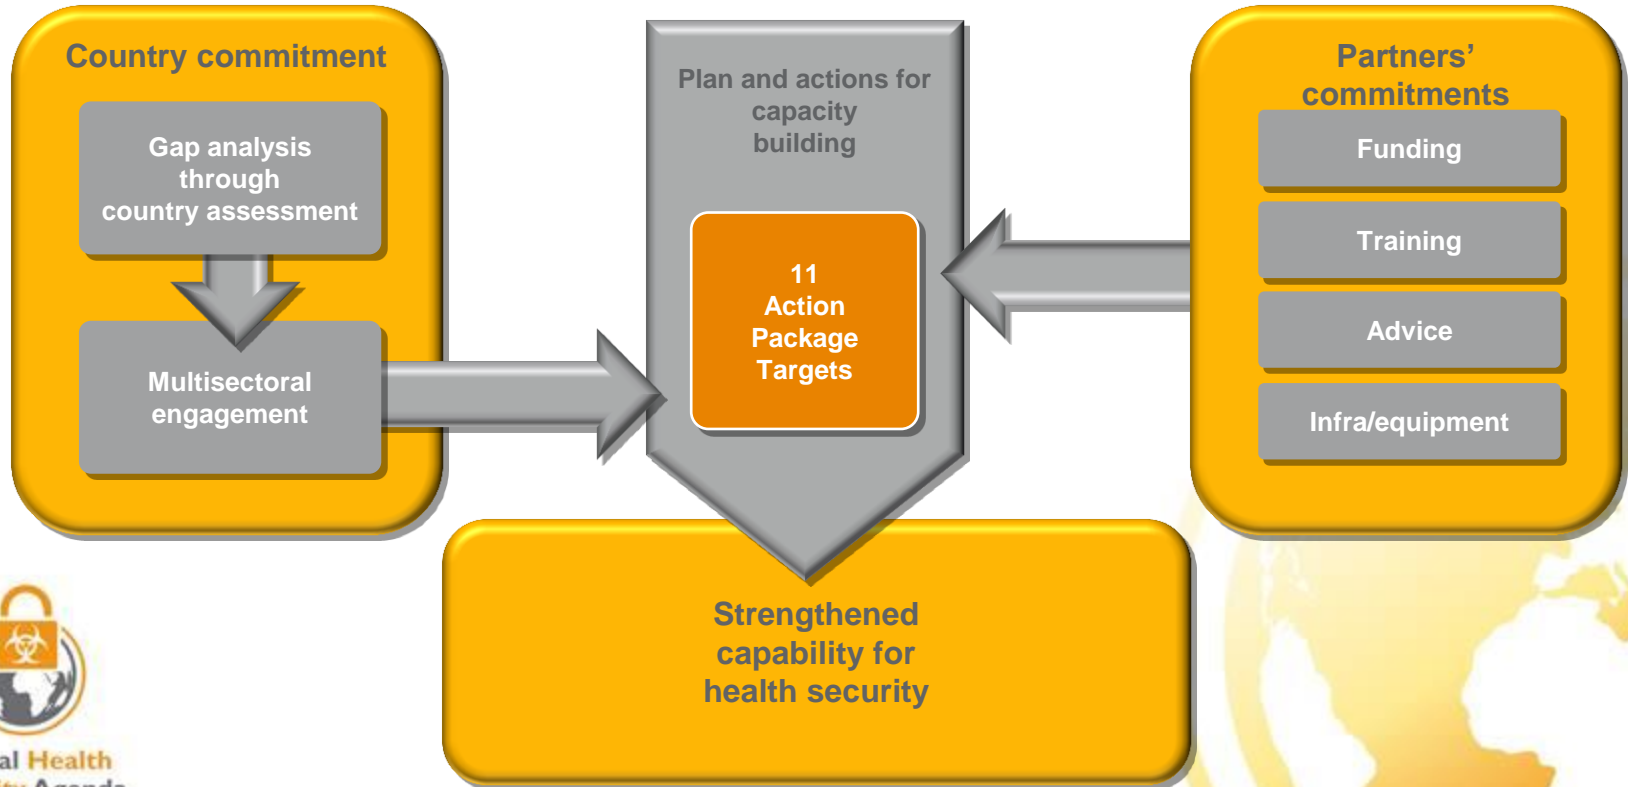 Country commitment
Gap analysis
through
country assessment
Multisectoral
engagement
Plan and actions for
capacity
building
11
Action
Package
Targets
Partners’
commitments
Funding
Training
Advice
Infra/equipment
Strengthened
capability for
health security
al Health
Agenda